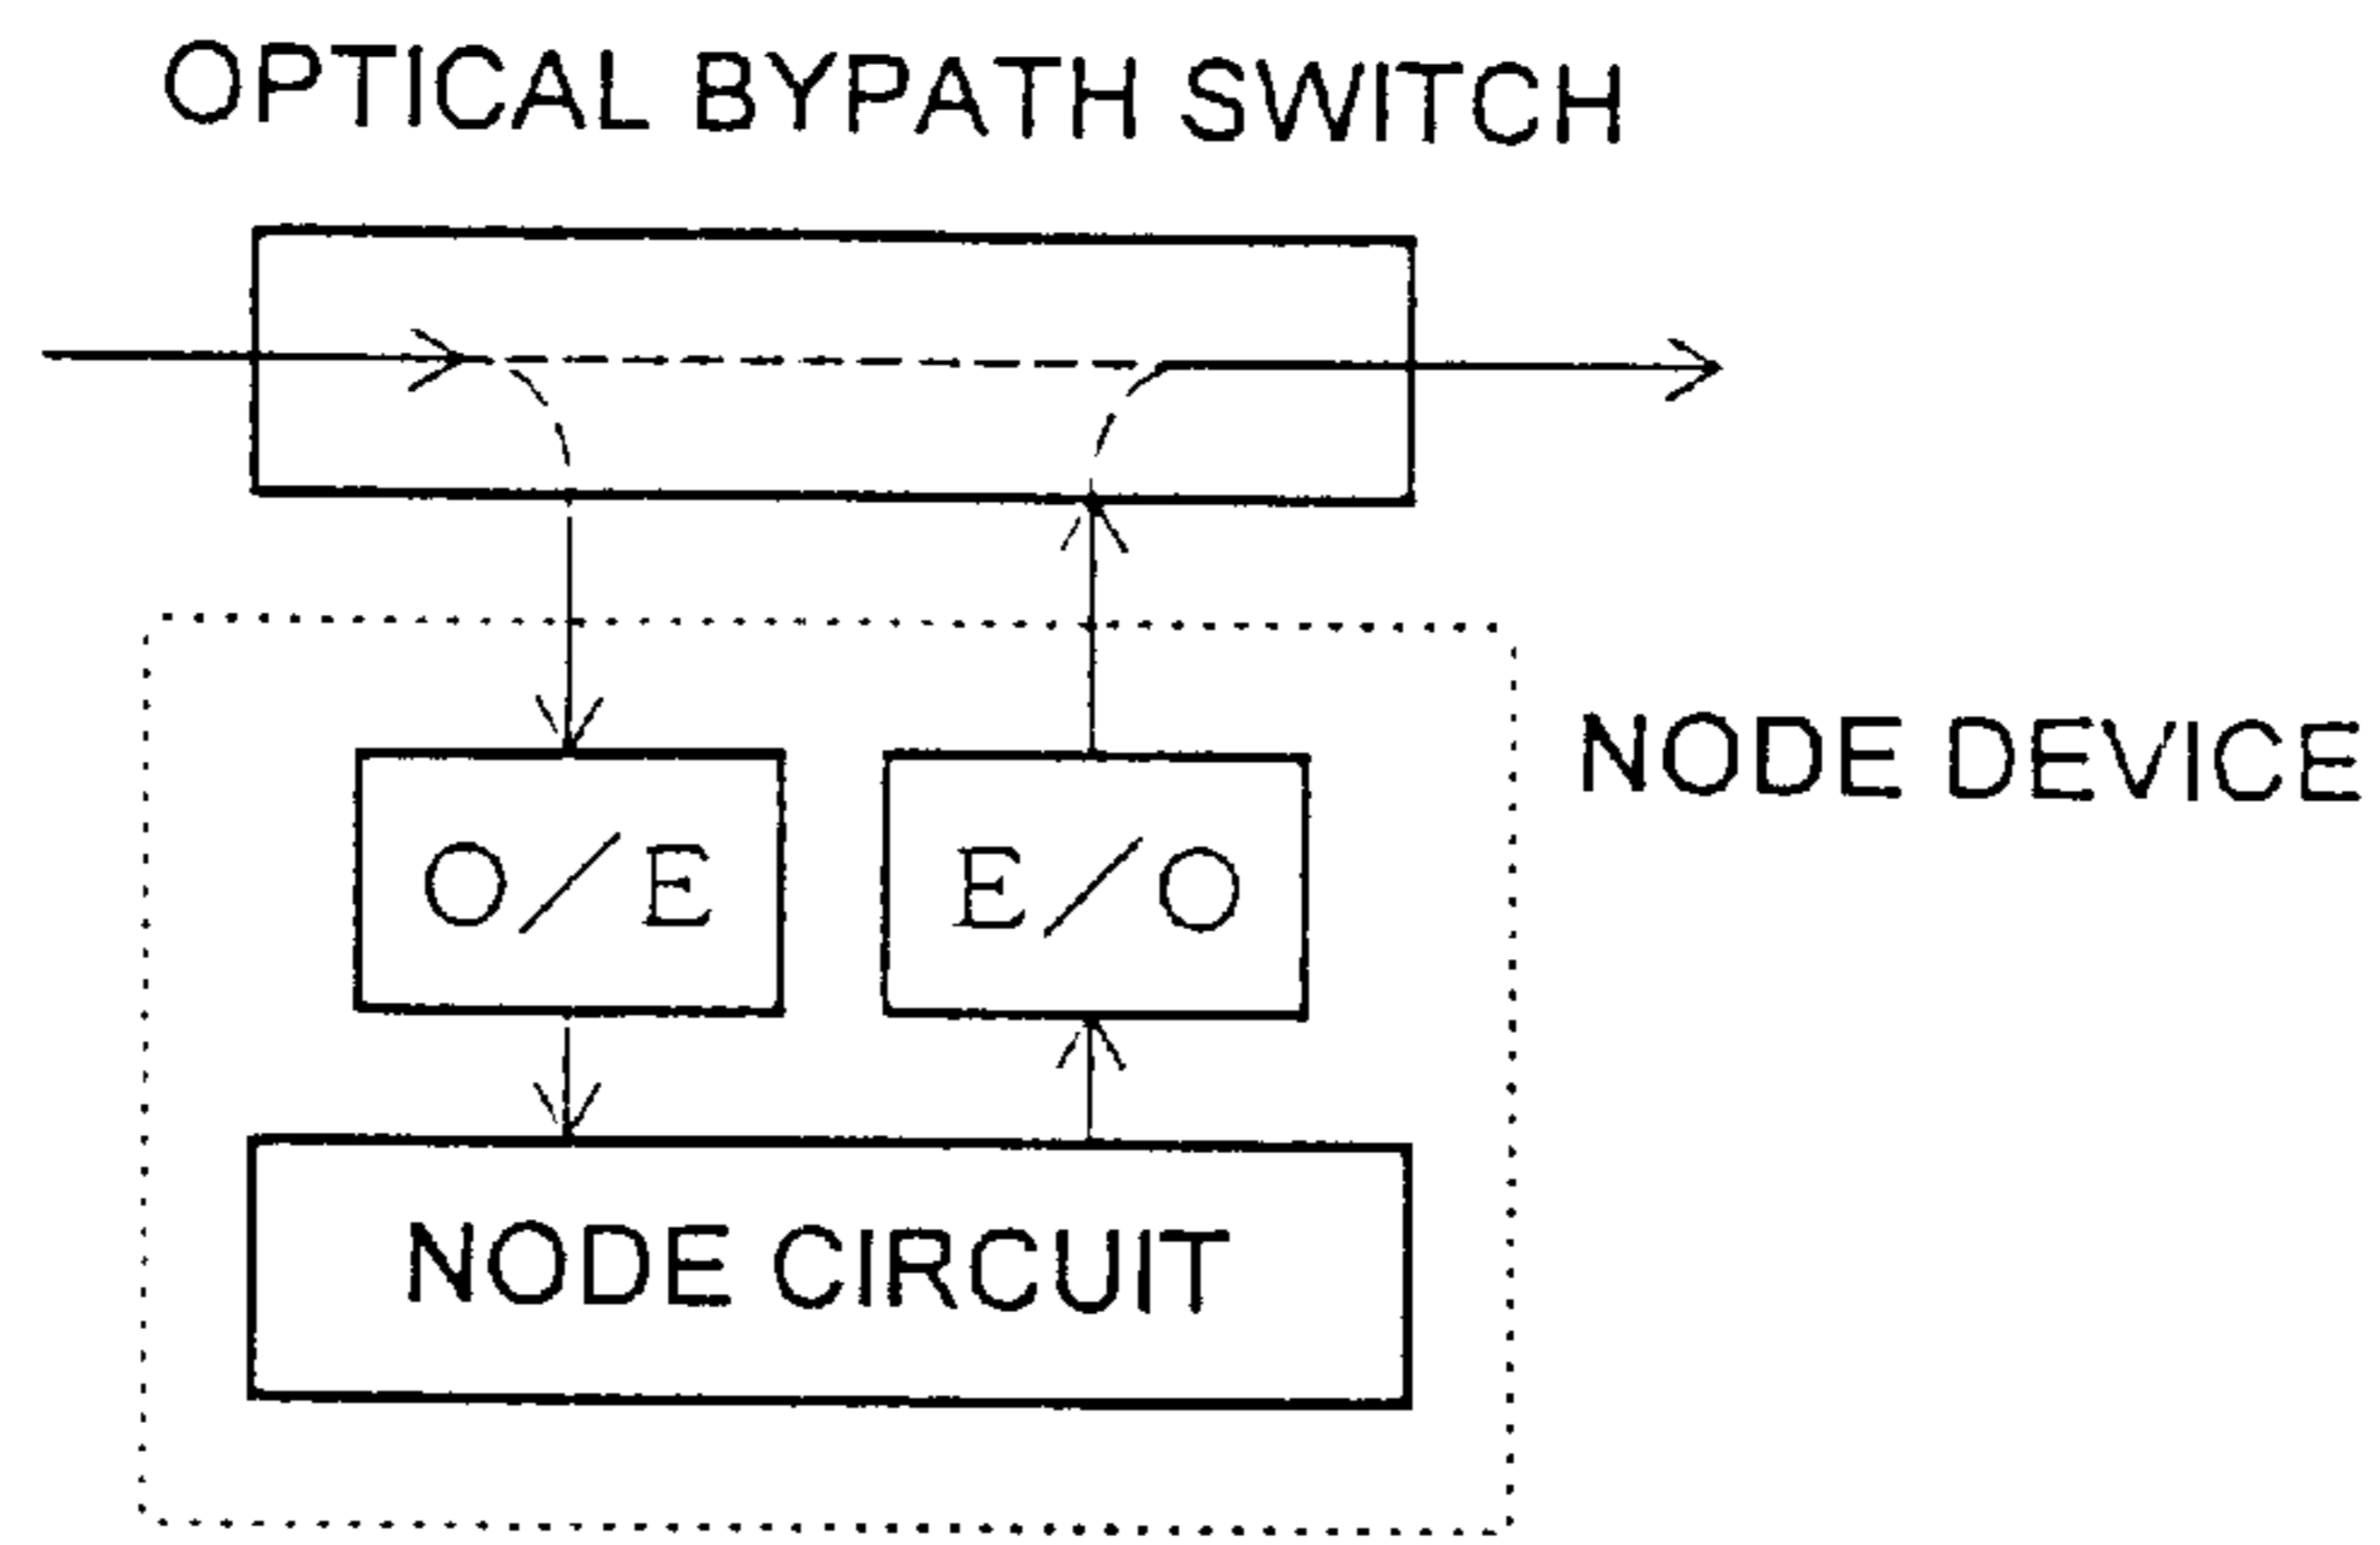 OPTICAL BYPATH SWITCH
NODE DEVICE
O/E
E/O
NODE CIRCUIT